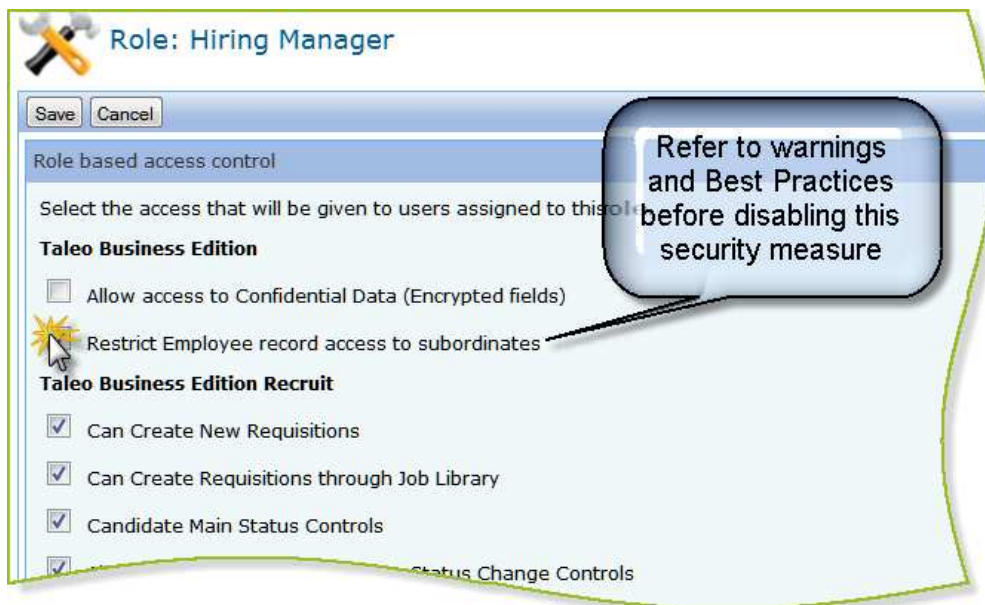 Role: Hiring Manager
Save Cancel
Role based access control
Refer to warnings
and Best Practices
before disabling this
security measure
Select the access that will be given to users assigned to this
Taleo Business Edition
Allow access to Confidential Data (Encrypted fields)
Restrict Employee record access to subordinates
Taleo Business Edition Recruit
Can Create New Requisitions
Can Create Requisitions through Job Library
Candidate Main Status Controls
Status Change Controls